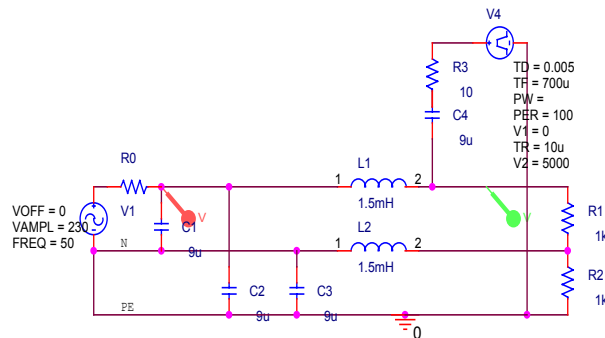 V4
TD = 0.005
TF = 700u
PW =
PER = 100
V1 = 0
TR = 10u
V2 = 5000
R3
10
C4
9u
R0
L1
1 2
1.5mH
V
V
VOFF = 0
VAMPL = 230
FREQ = 50
V1
C1
9u
N
L2
1 2
1.5mH
R1
1k
R2
1k
C2
9u
C3
9u
PE
0